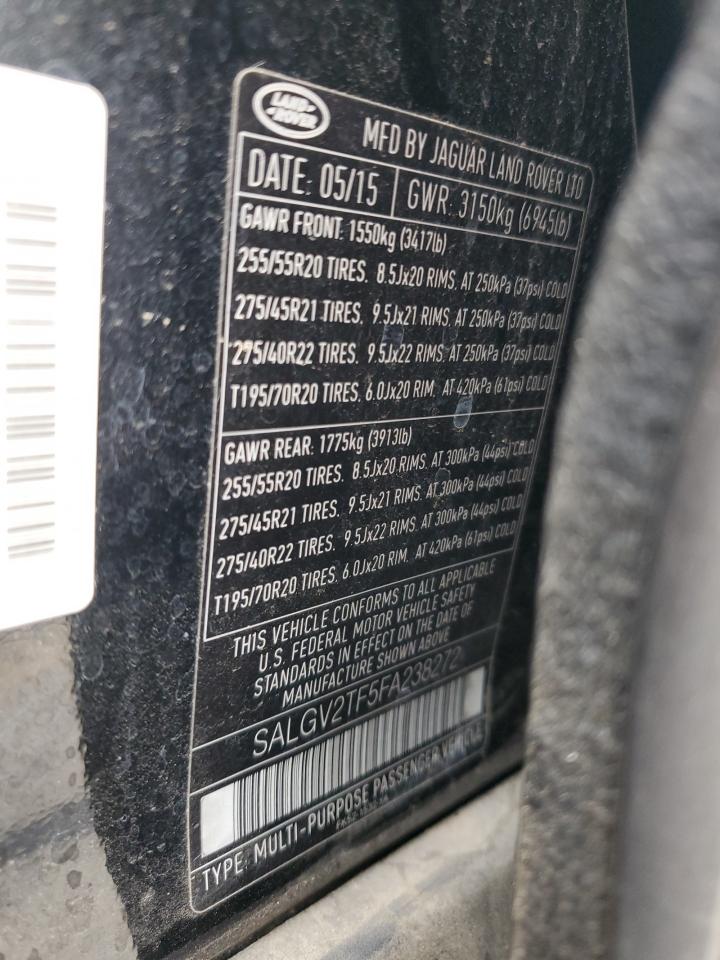 LAND
ROVER
MFD BY JAGUAR LAND ROVER LTD
DATE: 05/15 GWR: 3150kg (6945lb)
GAWR FRONT: 1550kg (3417lb)
255/55R20 TIRES, 8.5Jx20 RIMS, AT 250kPa (37psi) COLD
275/45R21 TIRES, 9.5Jx21 RIMS, AT 250kPa (37psi) COLD
275/40R22 TIRES, 9.5Jx22 RIMS, AT 250kPa (37psi) COLD
T195/70R20 TIRES, 6.0Jx20 RIM, AT 420kPa (61psi) COLD
GAWR REAR: 1775kg (3913lb)
255/55R20 TIRES, 8.5Jx20 RIMS, AT 300kPa (44psi) COLD
275/45R21 TIRES, 9.5Jx21 RIMS, AT 300kPa (44psi) COLD
275/40R22 TIRES, 9.5Jx22 RIMS, AT 300kPa (44psi) COLD
T195/70R20 TIRES, 6.0Jx20 RIM, AT 420kPa (61psi) COLD
THIS VEHICLE CONFORMS TO ALL APPLICABLE
U.S. FEDERAL MOTOR VEHICLE SAFETY
STANDARDS IN EFFECT ON THE DATE OF
MANUFACTURE SHOWN ABOVE
SALGV2TF5FA238272
TYPE: MULTI-PURPOSE PASSENGER VEHICLE